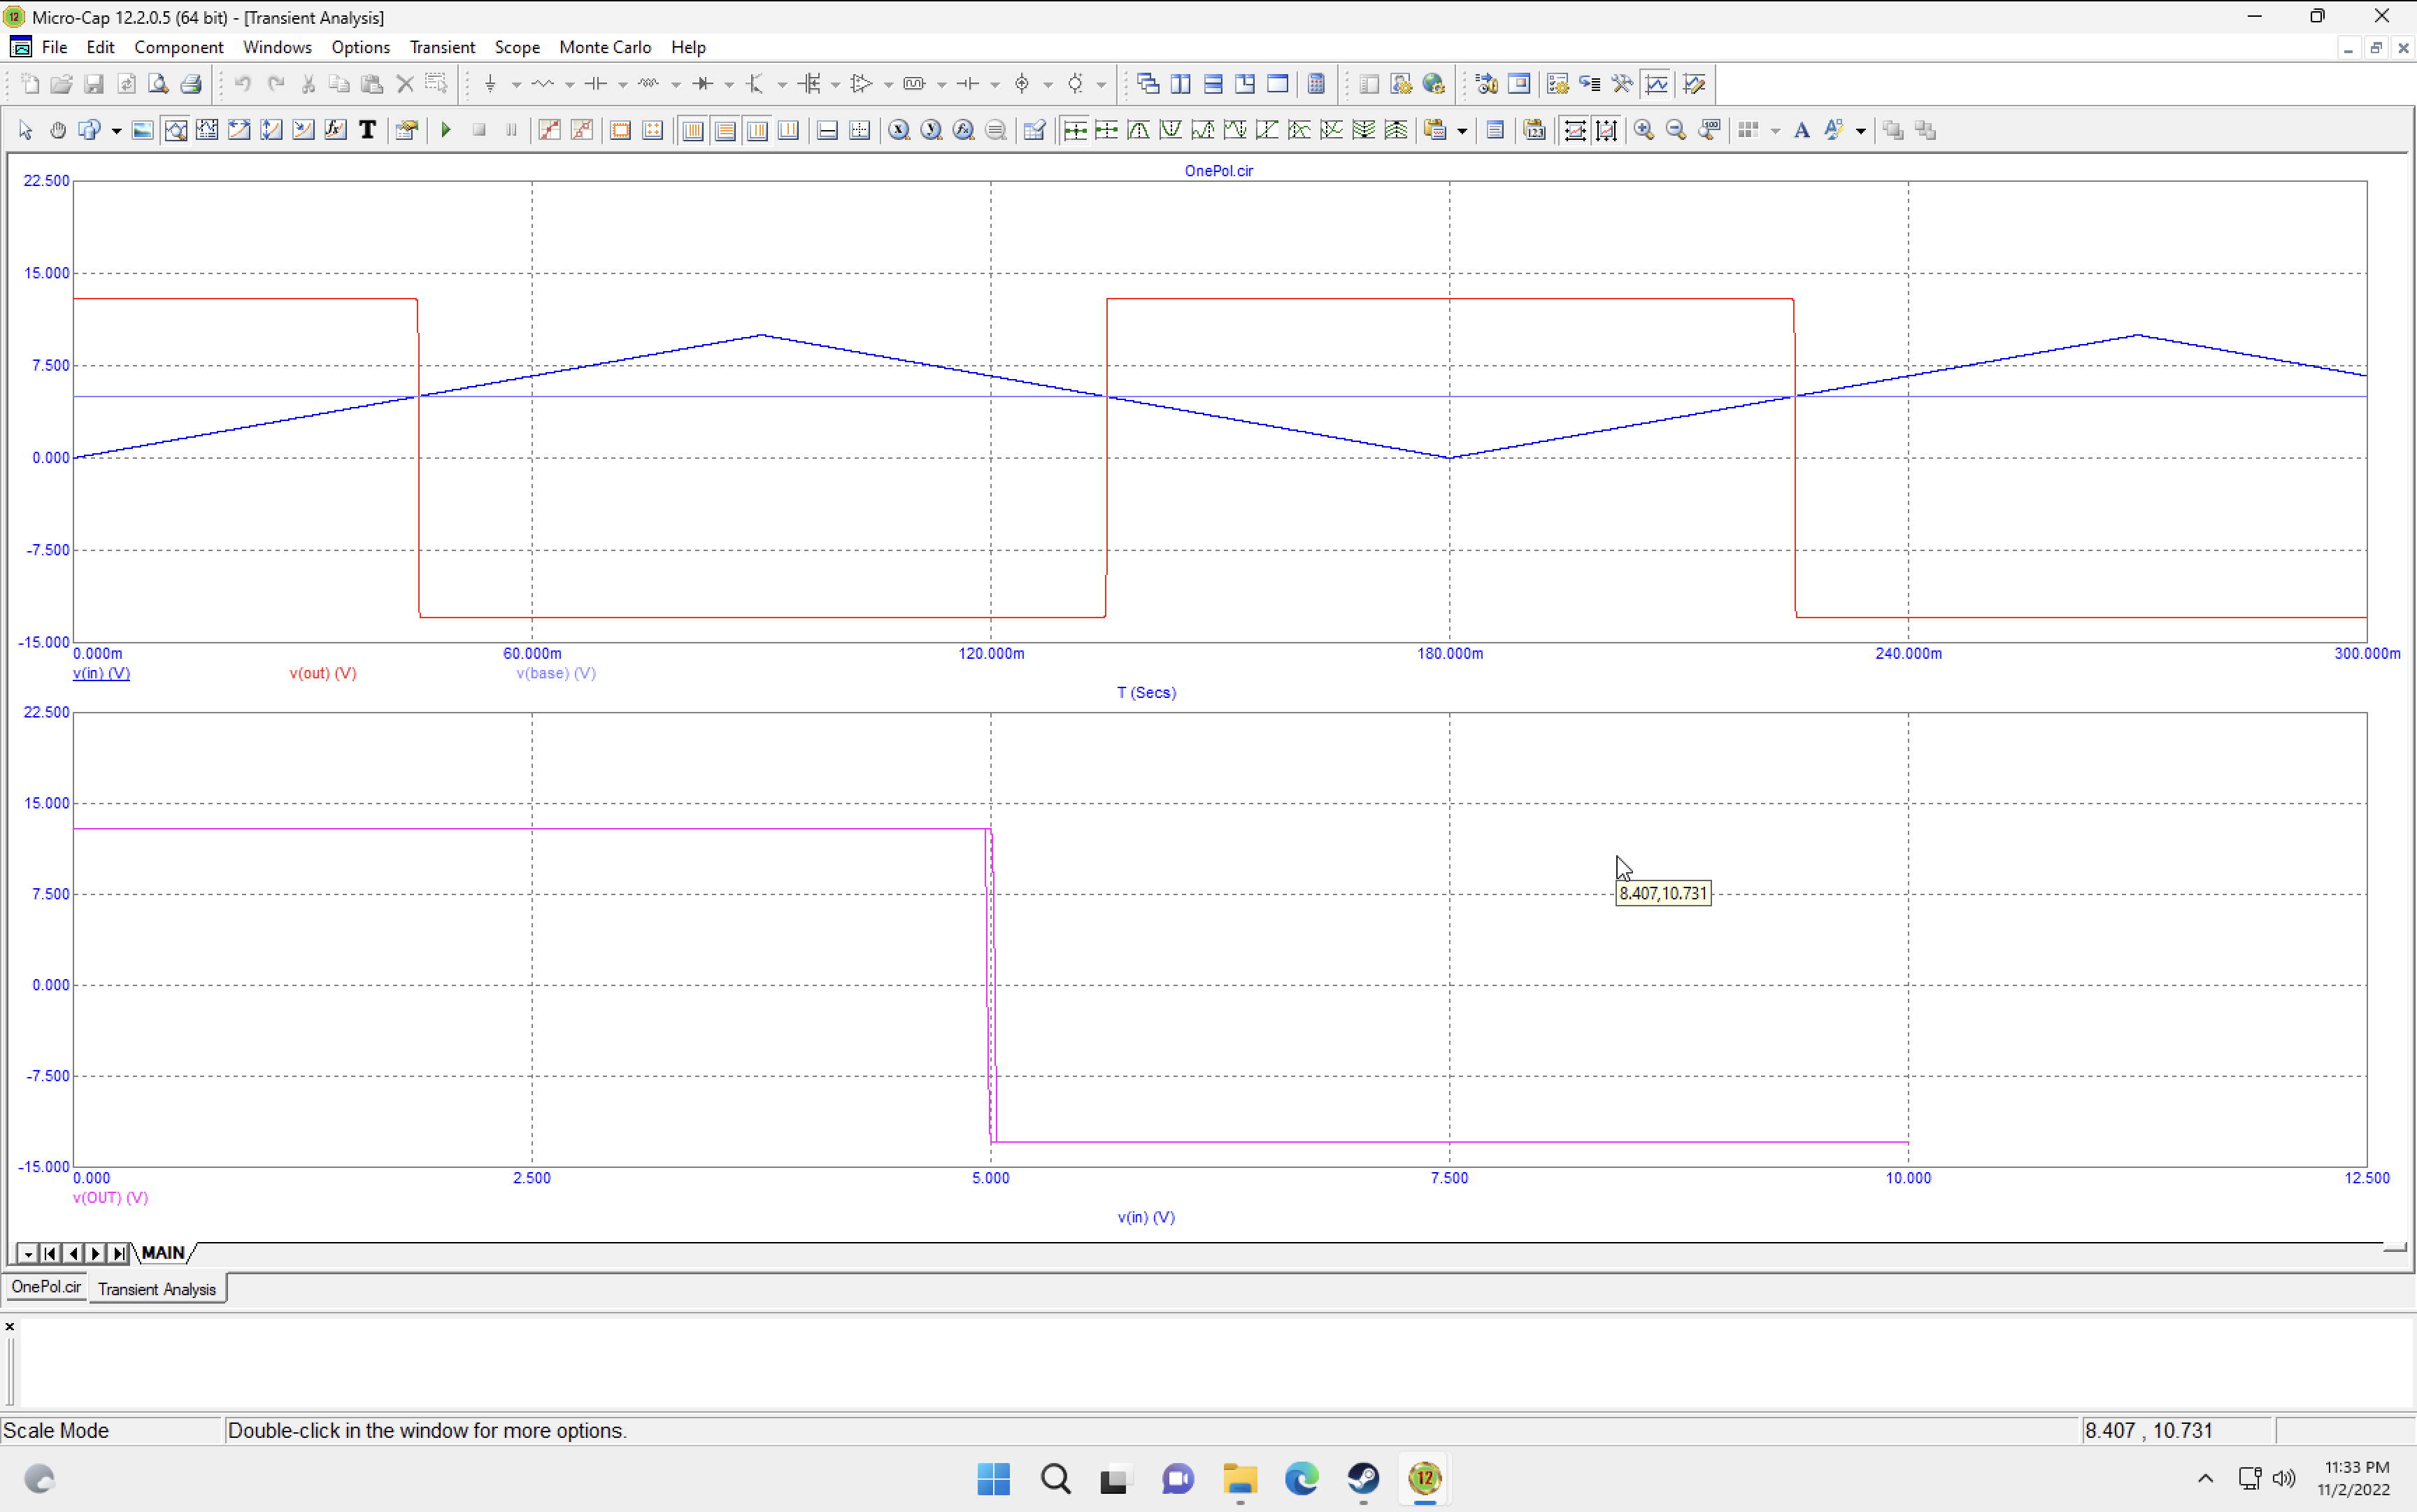 Micro-Cap 12.2.0.5 (64 bit) - [Transient Analysis]
File Edit Component Windows Options Transient Scope Monte Carlo Help
OnePol.cir
22.500
15.000
7.500
0.000
-7.500
-15.000
0.000m 60.000m 120.000m 180.000m 240.000m 300.000m
v(in) (V) v(out) (V) v(base) (V)
T (Secs)
22.500
15.000
7.500
8.407,10.731
0.000
-7.500
-15.000
0.000 2.500 5.000 7.500 10.000 12.500
v(OUT) (V)
v(in) (V)
MAIN
OnePol.cir Transient Analysis
Scale Mode Double-click in the window for more options. 8.407 , 10.731
11:33 PM
11/2/2022